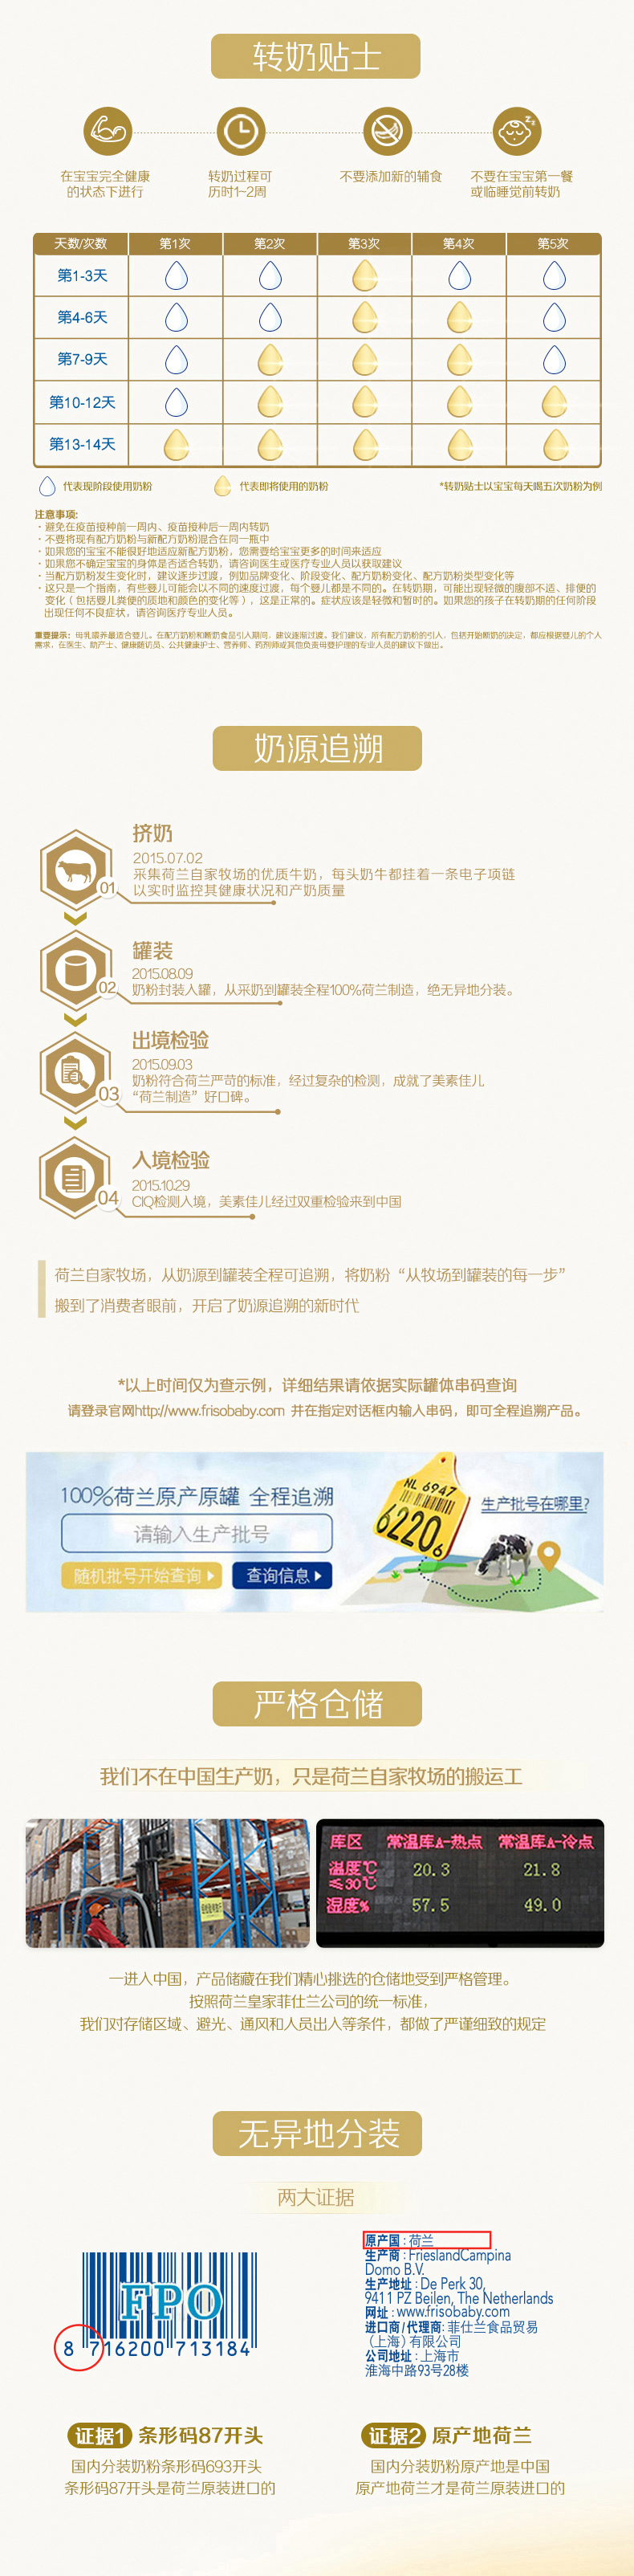 转奶贴士
在宝宝完全健康
的状态下进行
转奶过程可
历时1~2周
不要添加新的辅食
不要在宝宝第一餐
或临睡觉前转奶
天数/次数 第1次 第2次 第3次 第4次 第5次
第1-3天
第4-6天
第7-9天
第10-12天
第13-14天
代表现阶段使用奶粉 代表即将使用的奶粉 *转奶贴士以宝宝每天喝五次奶粉为例
注意事项:
· 避免在疫苗接种前一周内、疫苗接种后一周内转奶
· 不要将现有配方奶粉与新配方奶粉混合在同一瓶中
· 如果您的宝宝不能很好地适应新配方奶粉，您需要给宝宝更多的时间来适应
· 如果您不确定宝宝的身体是否适合转奶，请咨询医生或医疗专业人员以获取建议
· 当配方奶粉发生变化时，建议逐步过渡，例如品牌变化、阶段变化、配方奶粉变化、配方奶粉类型变化等
· 这只是一个指南，有些婴儿可能会以不同的速度过渡，每个婴儿都是不同的。在转奶期，可能出现轻微的腹部不适、排便的
变化（包括婴儿粪便的质地和颜色的变化等），这是正常的。症状应该是轻微和暂时的。如果您的孩子在转奶期的任何阶段
出现任何不良症状，请咨询医疗专业人员。
重要提示：母乳喂养最适合婴儿。在配方奶粉和断奶食品引入期间，建议逐渐过渡。我们建议，所有配方奶粉的引入，包括开始断奶的决定，都应根据婴儿的个人
需求，在医生、助产士、健康随访员、公共健康护士、营养师、药剂师或其他负责母婴护理的专业人员的建议下做出。
奶源追溯
挤奶
2015.07.02
采集荷兰自家牧场的优质牛奶，每头奶牛都挂着一条电子项链
以实时监控其健康状况和产奶质量
01
罐装
2015.08.09
奶粉封装入罐，从采奶到罐装全程100%荷兰制造，绝无异地分装。
02
出境检验
2015.09.03
奶粉符合荷兰严苛的标准，经过复杂的检测，成就了美素佳儿
“荷兰制造”好口碑。
03
入境检验
2015.10.29
CIQ检测入境，美素佳儿经过双重检验来到中国
04
荷兰自家牧场，从奶源到罐装全程可追溯，将奶粉“从牧场到罐装的每一步”
搬到了消费者眼前，开启了奶源追溯的新时代
*以上时间仅为查示例，详细结果请依据实际罐体串码查询
请登录官网http://www.frisobaby.com 并在指定对话框内输入串码，即可全程追溯产品。
100%荷兰原产原罐 全程追溯
请输入生产批号
随机批号开始查询 查询信息
NL 6947
6220 6
生产批号在哪里?
严格仓储
我们不在中国生产奶，只是荷兰自家牧场的搬运工
库区 常温库A-热点 常温库A-冷点
温度℃ 20.3 21.8
≤30℃
湿度% 57.5 49.0
一进入中国，产品储藏在我们精心挑选的仓储地受到严格管理。
按照荷兰皇家菲仕兰公司的统一标准，
我们对存储区域、避光、通风和人员出入等条件，都做了严谨细致的规定
无异地分装
两大证据
FPO
8 716200 713184
原产国 : 荷兰
生产商 : FrieslandCampina
Domo B.V.
生产地址 : De Perk 30,
9411 PZ Beilen, The Netherlands
网址 : www.frisobaby.com
进口商/代理商: 菲仕兰食品贸易
（上海）有限公司
公司地址 : 上海市
淮海中路93号28楼
证据1 条形码87开头
国内分装奶粉条形码693开头
条形码87开头是荷兰原装进口的
证据2 原产地荷兰
国内分装奶粉原产地是中国
原产地荷兰才是荷兰原装进口的